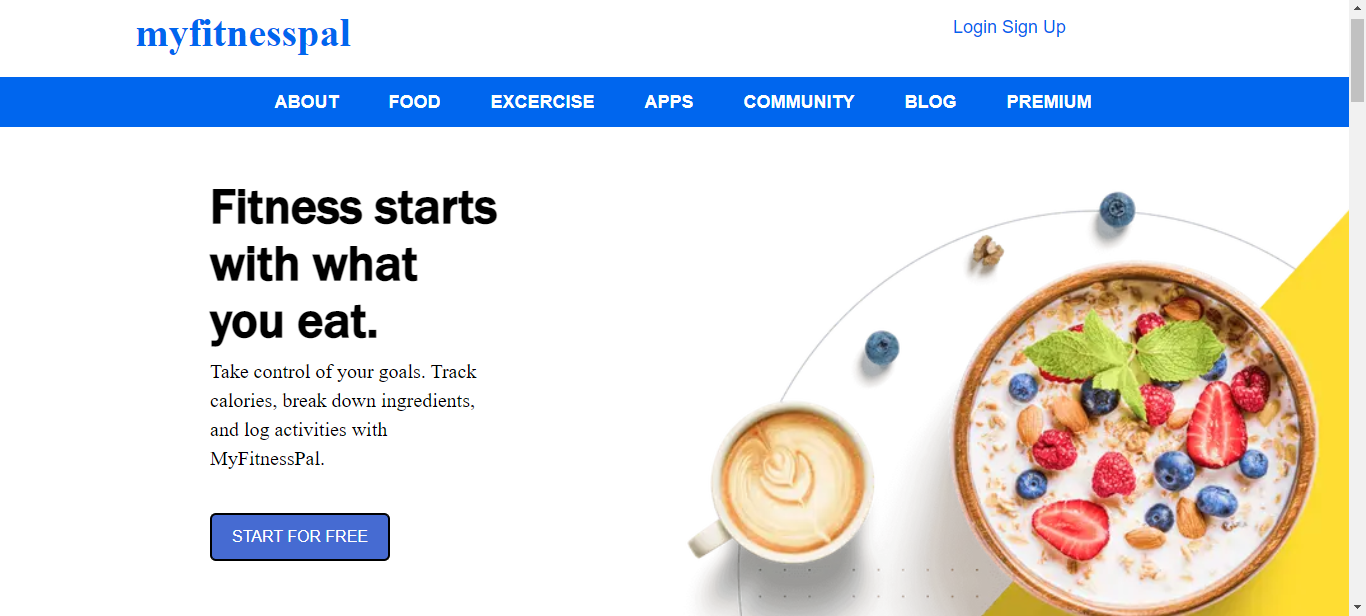 myfitnesspal
Login Sign Up
ABOUT FOOD EXCERCISE APPS COMMUNITY BLOG PREMIUM
Fitness starts
with what
you eat.
Take control of your goals. Track
calories, break down ingredients,
and log activities with
MyFitnessPal.
START FOR FREE